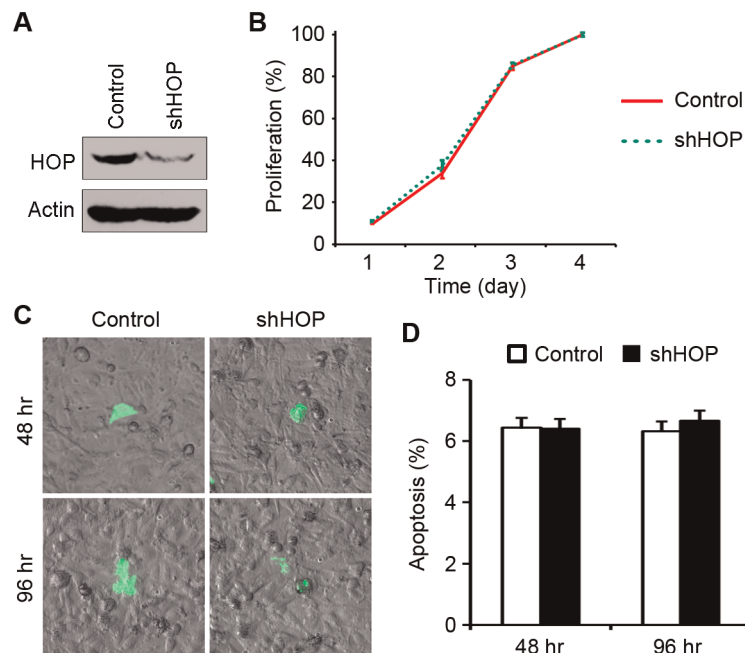 A
Control
shHOP
HOP
Actin
B
Proliferation (%)
100
80
60
40
20
0
1 2 3 4
Time (day)
Control
shHOP
C
Control shHOP
48 hr
96 hr
D
Control shHOP
Apoptosis (%)
8
6
4
2
0
48 hr 96 hr